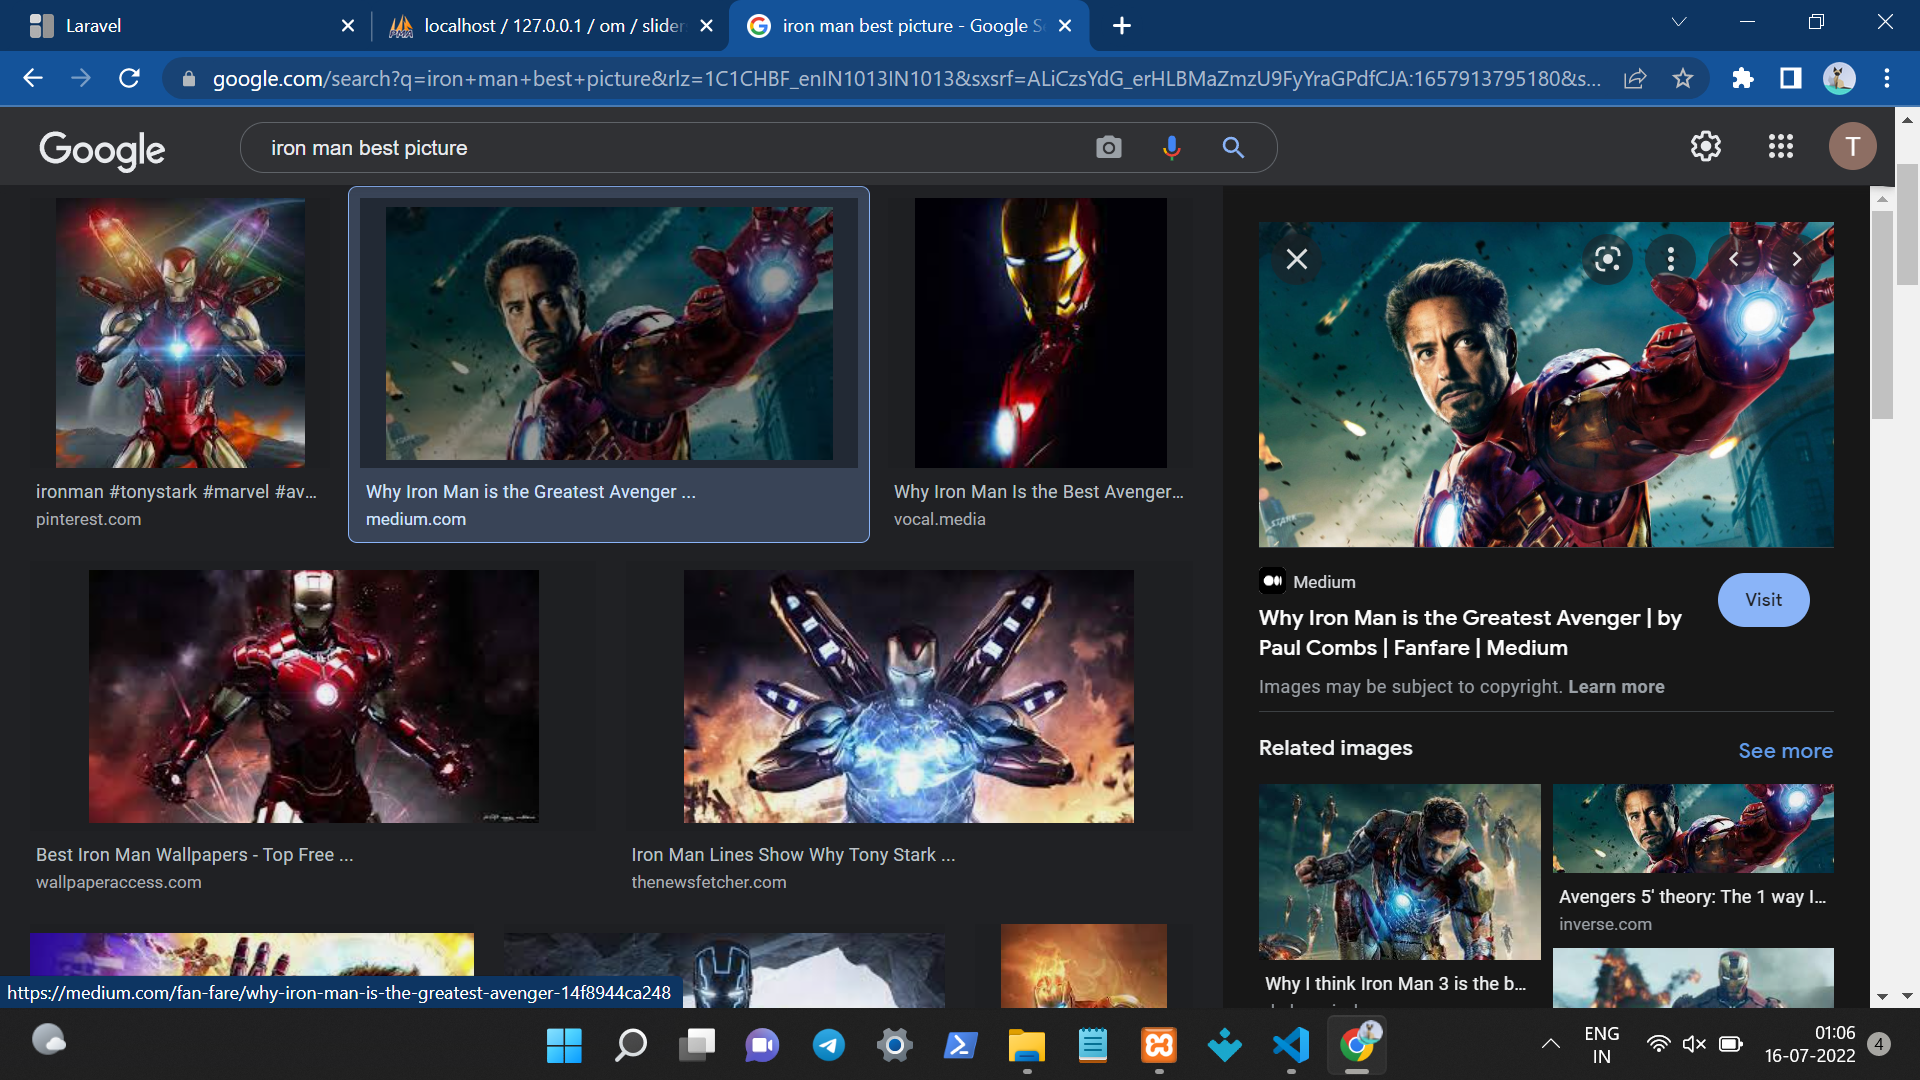 Laravel
localhost / 127.0.0.1 / om / slider
iron man best picture - Google S
google.com/search?q=iron+man+best+picture&rlz=1C1CHBF_enIN1013IN1013&sxsrf=ALiCzsYdG_erHLBMaZmzU9FyYraGPdfCJA:1657913795180&s...
Google
iron man best picture
T
ironman #tonystark #marvel #av...
pinterest.com
Why Iron Man is the Greatest Avenger ...
medium.com
Why Iron Man Is the Best Avenger...
vocal.media
Medium
Visit
Why Iron Man is the Greatest Avenger | by
Paul Combs | Fanfare | Medium
Images may be subject to copyright. Learn more
Related images
See more
Best Iron Man Wallpapers - Top Free ...
wallpaperaccess.com
Iron Man Lines Show Why Tony Stark ...
thenewsfetcher.com
Avengers 5' theory: The 1 way I...
inverse.com
Why I think Iron Man 3 is the b...
https://medium.com/fan-fare/why-iron-man-is-the-greatest-avenger-14f8944ca248
ENG
IN
01:06
16-07-2022
4